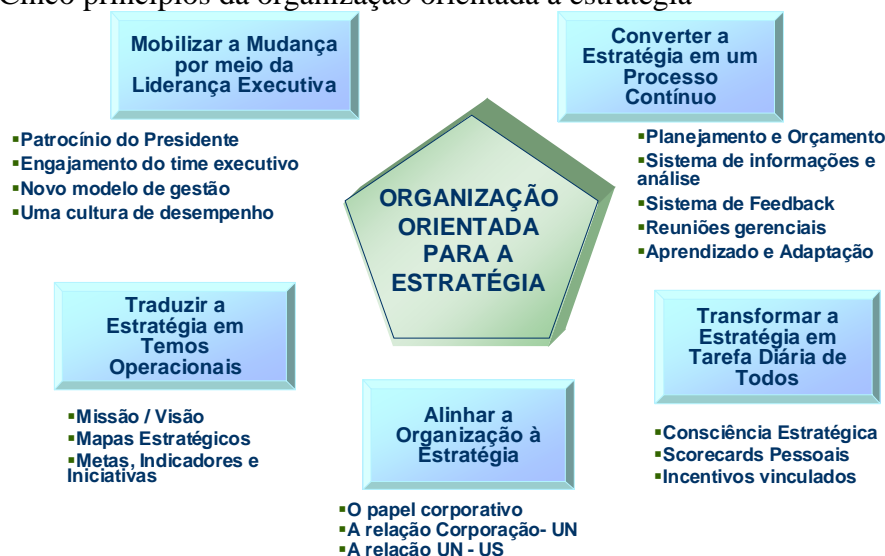 Cinco princípios da organização orientada à estratégia
Mobilizar a Mudança
por meio da
Liderança Executiva
▪Patrocínio do Presidente
▪Engajamento do time executivo
▪Novo modelo de gestão
▪Uma cultura de desempenho
Converter a
Estratégia em um
Processo
Contínuo
▪Planejamento e Orçamento
▪Sistema de informações e
análise
▪Sistema de Feedback
▪Reuniões gerenciais
▪Aprendizado e Adaptação
ORGANIZAÇÃO
ORIENTADA
PARA A
ESTRATÉGIA
Traduzir a
Estratégia em
Temos
Operacionais
▪Missão / Visão
▪Mapas Estratégicos
▪Metas, Indicadores e
Iniciativas
Alinhar a
Organização à
Estratégia
▪O papel corporativo
▪A relação Corporação- UN
▪A relação UN - US
Transformar a
Estratégia em
Tarefa Diária de
Todos
▪Consciência Estratégica
▪Scorecards Pessoais
▪Incentivos vinculados